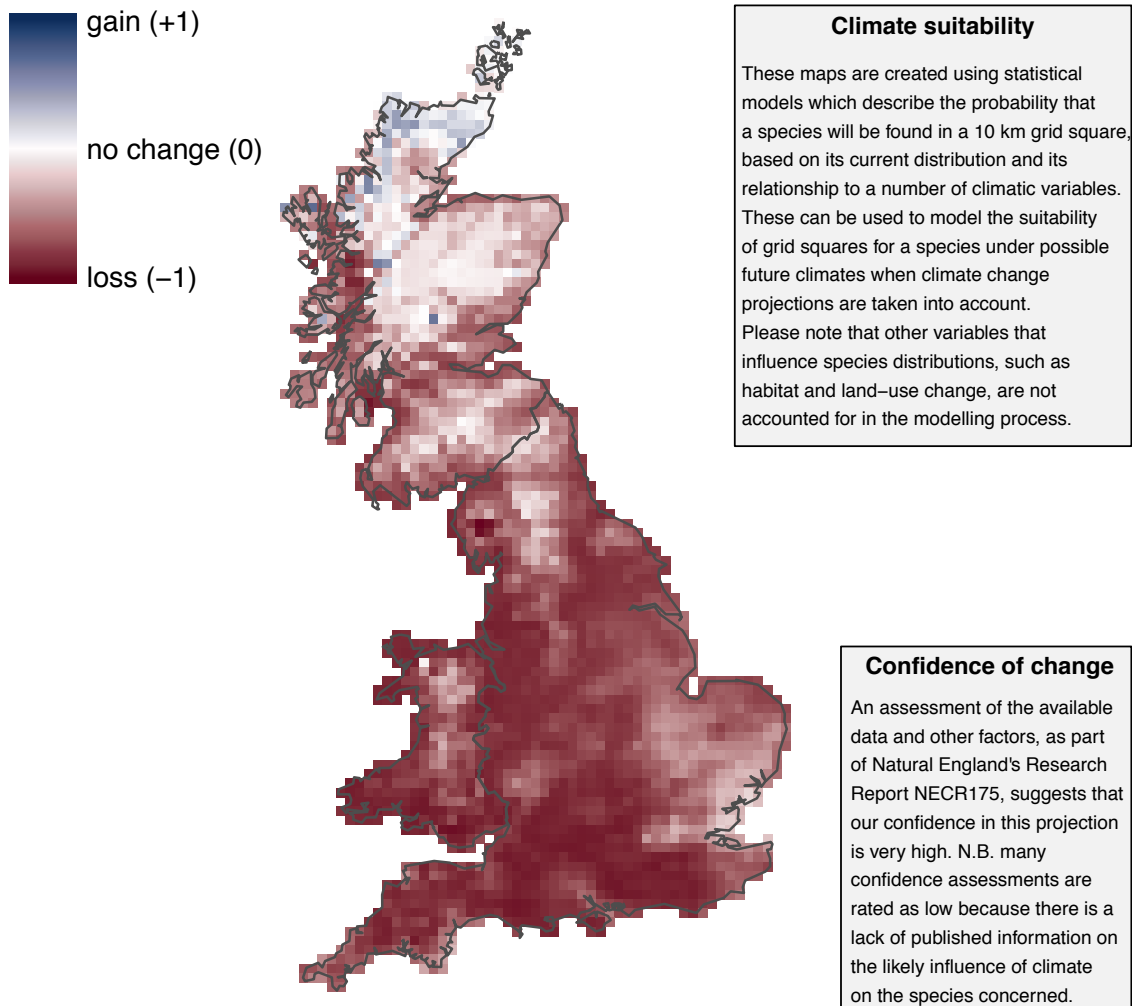 gain (+1)
no change (0)
loss (−1)
Climate suitability
These maps are created using statistical
models which describe the probability that
a species will be found in a 10 km grid square,
based on its current distribution and its
relationship to a number of climatic variables.
These can be used to model the suitability
of grid squares for a species under possible
future climates when climate change
projections are taken into account.
Please note that other variables that
influence species distributions, such as
habitat and land−use change, are not
accounted for in the modelling process.
Confidence of change
An assessment of the available
data and other factors, as part
of Natural England's Research
Report NECR175, suggests that
our confidence in this projection
is very high. N.B. many
confidence assessments are
rated as low because there is a
lack of published information on
the likely influence of climate
on the species concerned.